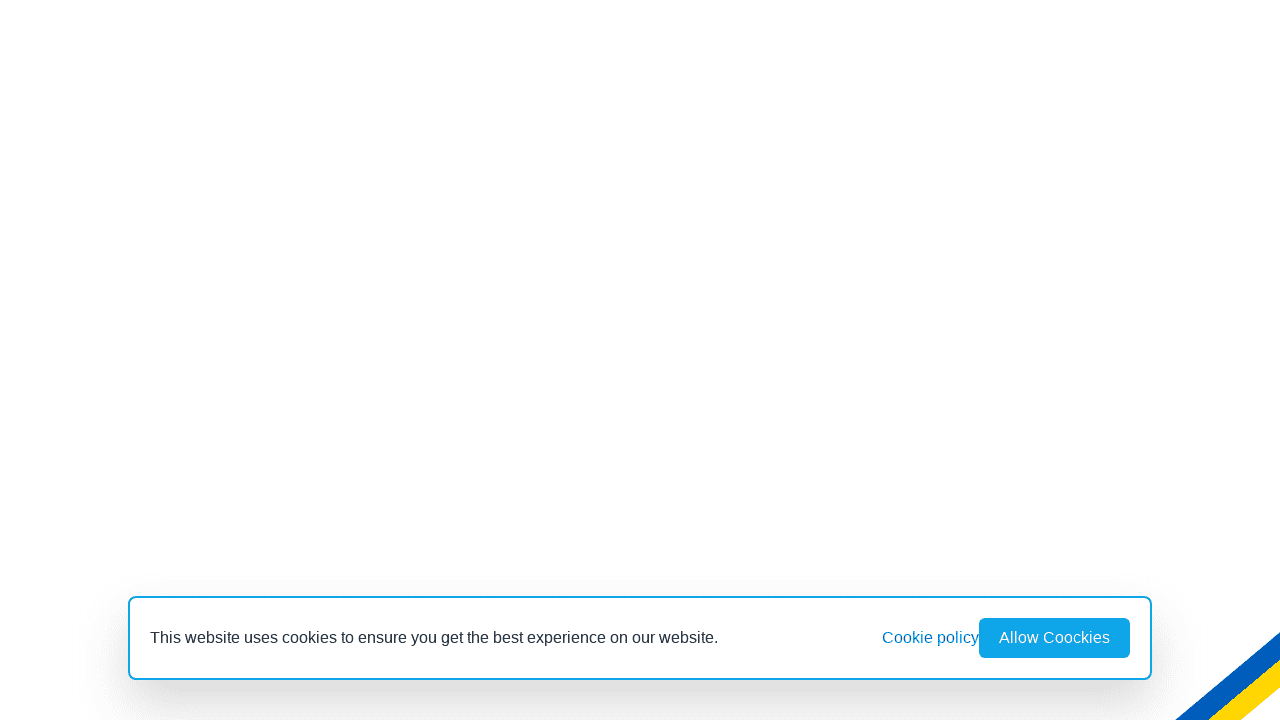 This website uses cookies to ensure you get the best experience on our website.
Cookie policy
Allow Coockies